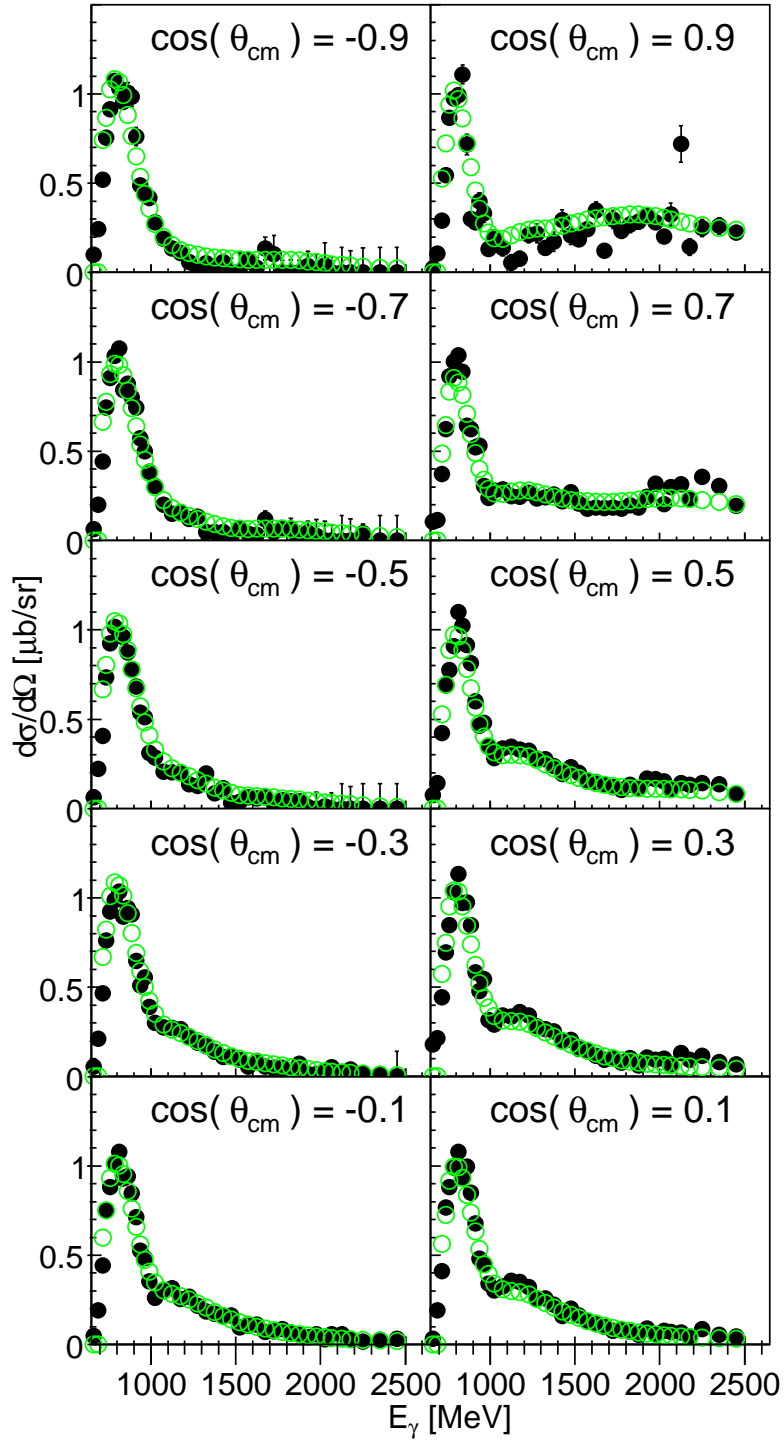 cos( θcm ) = -0.9
cos( θcm ) = 0.9
1
0.5
0
cos( θcm ) = -0.7
cos( θcm ) = 0.7
1
0.5
0
cos( θcm ) = -0.5
cos( θcm ) = 0.5
1
0.5
0
dσ/dΩ [μb/sr]
cos( θcm ) = -0.3
cos( θcm ) = 0.3
1
0.5
0
cos( θcm ) = -0.1
cos( θcm ) = 0.1
1
0.5
0
1000 1500 2000 2500 1000 1500 2000 2500
Eγ [MeV]